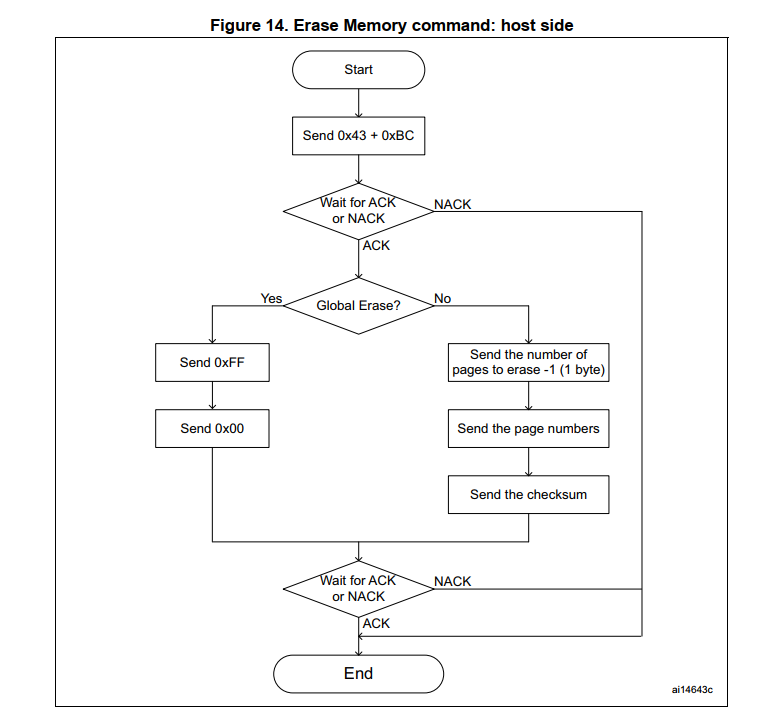 Figure 14. Erase Memory command: host side
Start
Send 0x43 + 0xBC
Wait for ACK
or NACK
NACK
ACK
Yes
Global Erase?
No
Send 0xFF
Send the number of
pages to erase -1 (1 byte)
Send 0x00
Send the page numbers
Send the checksum
Wait for ACK
or NACK
NACK
ACK
End
ai14643c